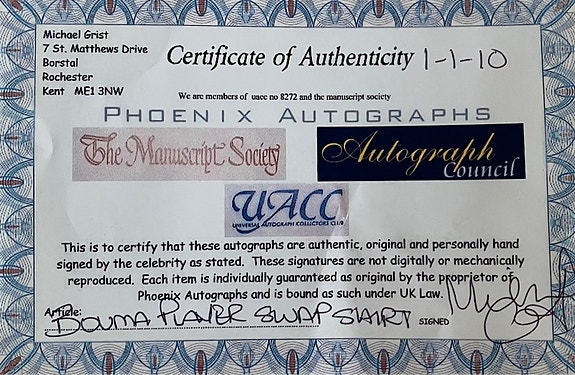 Michael Grist
7 St. Matthews Drive
Borstal
Rochester
Kent ME1 3NW
Certificate of Authenticity 1-1-10
We are members of uacc no 8272 and the manuscript society
PHOENIX AUTOGRAPHS
The Manuscript Society
Autograph
Council
UACC
UNIVERSAL AUTOGRAPH COLLECTORS CLUB
This is to certify that these autographs are authentic, original and personally hand
signed by the celebrity as stated. These signatures are not digitally or mechanically
reproduced. Each item is individually guaranteed as original by the proprietor of
Phoenix Autographs and is bound as such under UK Law.
Article: DOUMA PLAYER SWAP SHIRT SIGNED